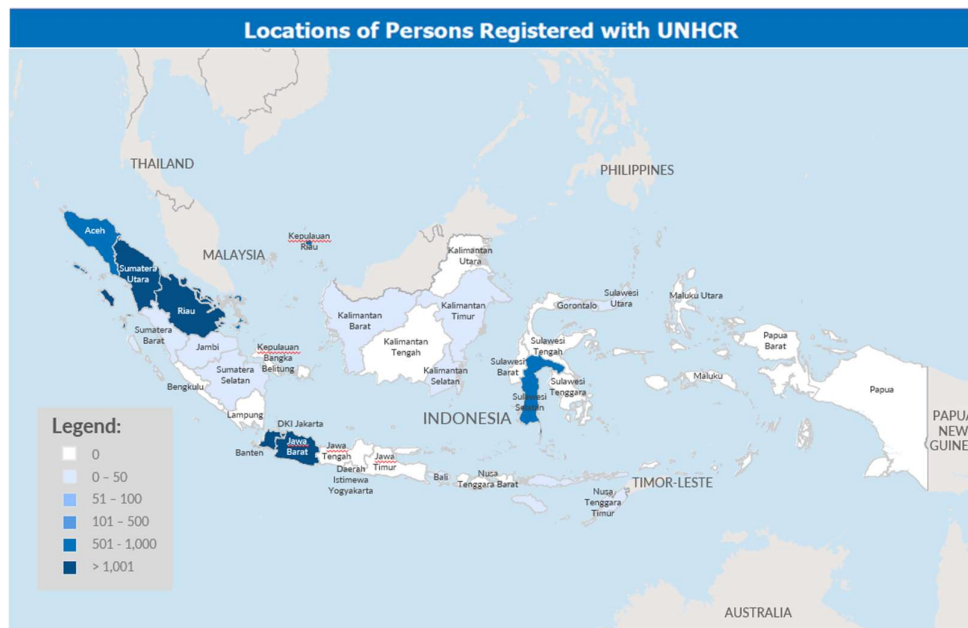 Locations of Persons Registered with UNHCR
THAILAND
PHILIPPINES
MALAYSIA
Aceh
Sumatera
Utara
Riau
Kepulauan
Riau
Kalimantan
Utara
Kalimantan
Barat
Kalimantan
Timur
Kalimantan
Tengah
Kalimantan
Selatan
Sumatera
Barat
Jambi
Sumatera
Selatan
Kepulauan
Bangka
Belitung
Bengkulu
Lampung
Gorontalo
Sulawesi
Utara
Sulawesi
Tengah
Sulawesi
Barat
Sulawesi
Tenggara
Sulawesi
Selatan
Maluku Utara
Maluku
Papua
Barat
Papua
PAPUA
NEW
GUINE
INDONESIA
DKI Jakarta
Banten
Jawa
Barat
Jawa
Tengah
Daerah
Istimewa
Yogyakarta
Jawa
Timur
Bali
Nusa
Tenggara Barat
Nusa
Tenggara
Timur
TIMOR-LESTE
AUSTRALIA
Legend:
0
0 – 50
51 – 100
101 – 500
501 - 1,000
> 1,001